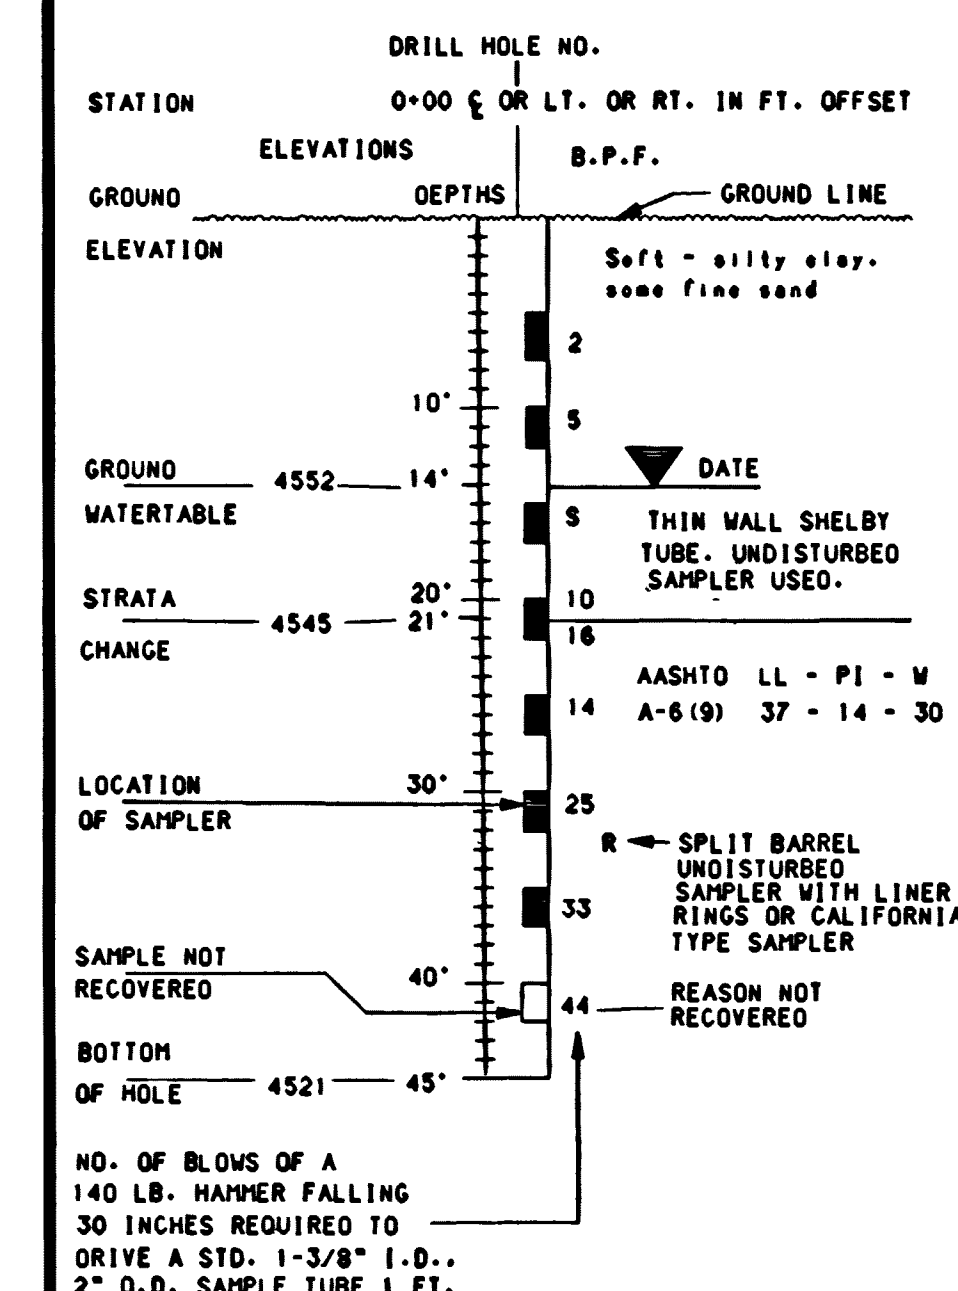 DRILL HOLE NO.
STATION 0+00 ℄ OR LT. OR RT. IN FT. OFFSET
ELEVATIONS B.P.F.
GROUND DEPTHS GROUND LINE
ELEVATION
Soft - silty clay.
some fine sand
2
10'
5
GROUND 4552 14' DATE
WATERTABLE
S THIN WALL SHELBY
TUBE. UNDISTURBED
SAMPLER USED.
STRATA 20' 10
4545 21'
16
CHANGE
AASHTO LL - PI - W
14 A-6(9) 37 - 14 - 30
LOCATION 30'
25
OF SAMPLER
R SPLIT BARREL
UNDISTURBED
SAMPLER WITH LINER
RINGS OR CALIFORNIA
TYPE SAMPLER
33
SAMPLE NOT
RECOVERED 40'
44 REASON NOT
RECOVERED
BOTTOM
OF HOLE 4521 45'
NO. OF BLOWS OF A
140 LB. HAMMER FALLING
30 INCHES REQUIRED TO
DRIVE A STD. 1-3/8" I.D..
2" O.D. SAMPLE TUBE 1 FT.